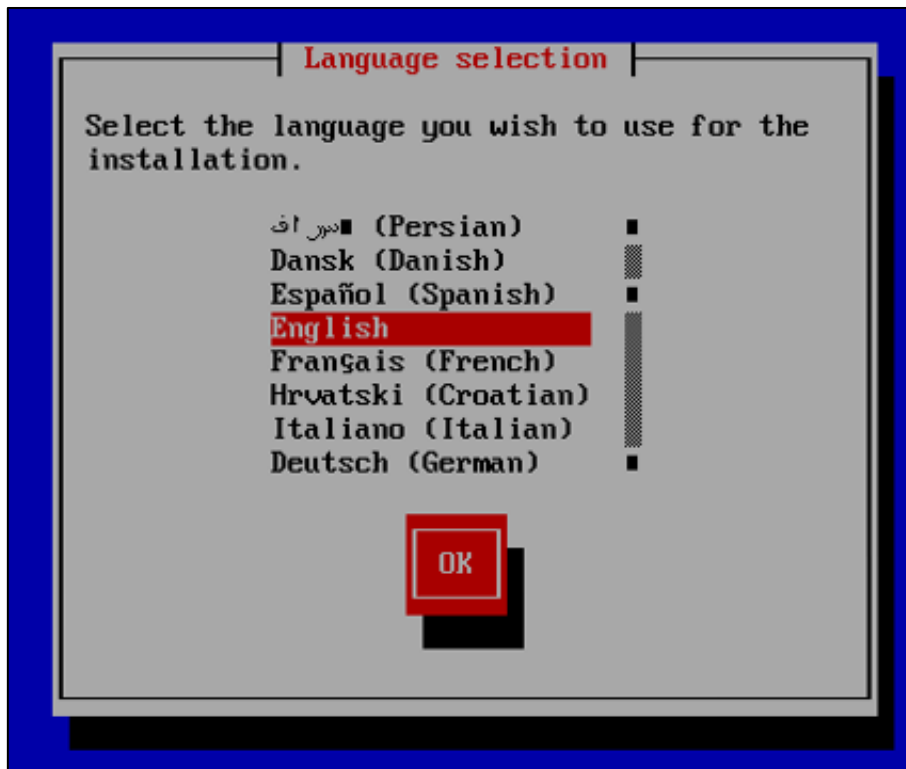 Language selection
Select the language you wish to use for the
installation.
(Persian)
Dansk (Danish)
Español (Spanish)
English
Français (French)
Hrvatski (Croatian)
Italiano (Italian)
Deutsch (German)
OK